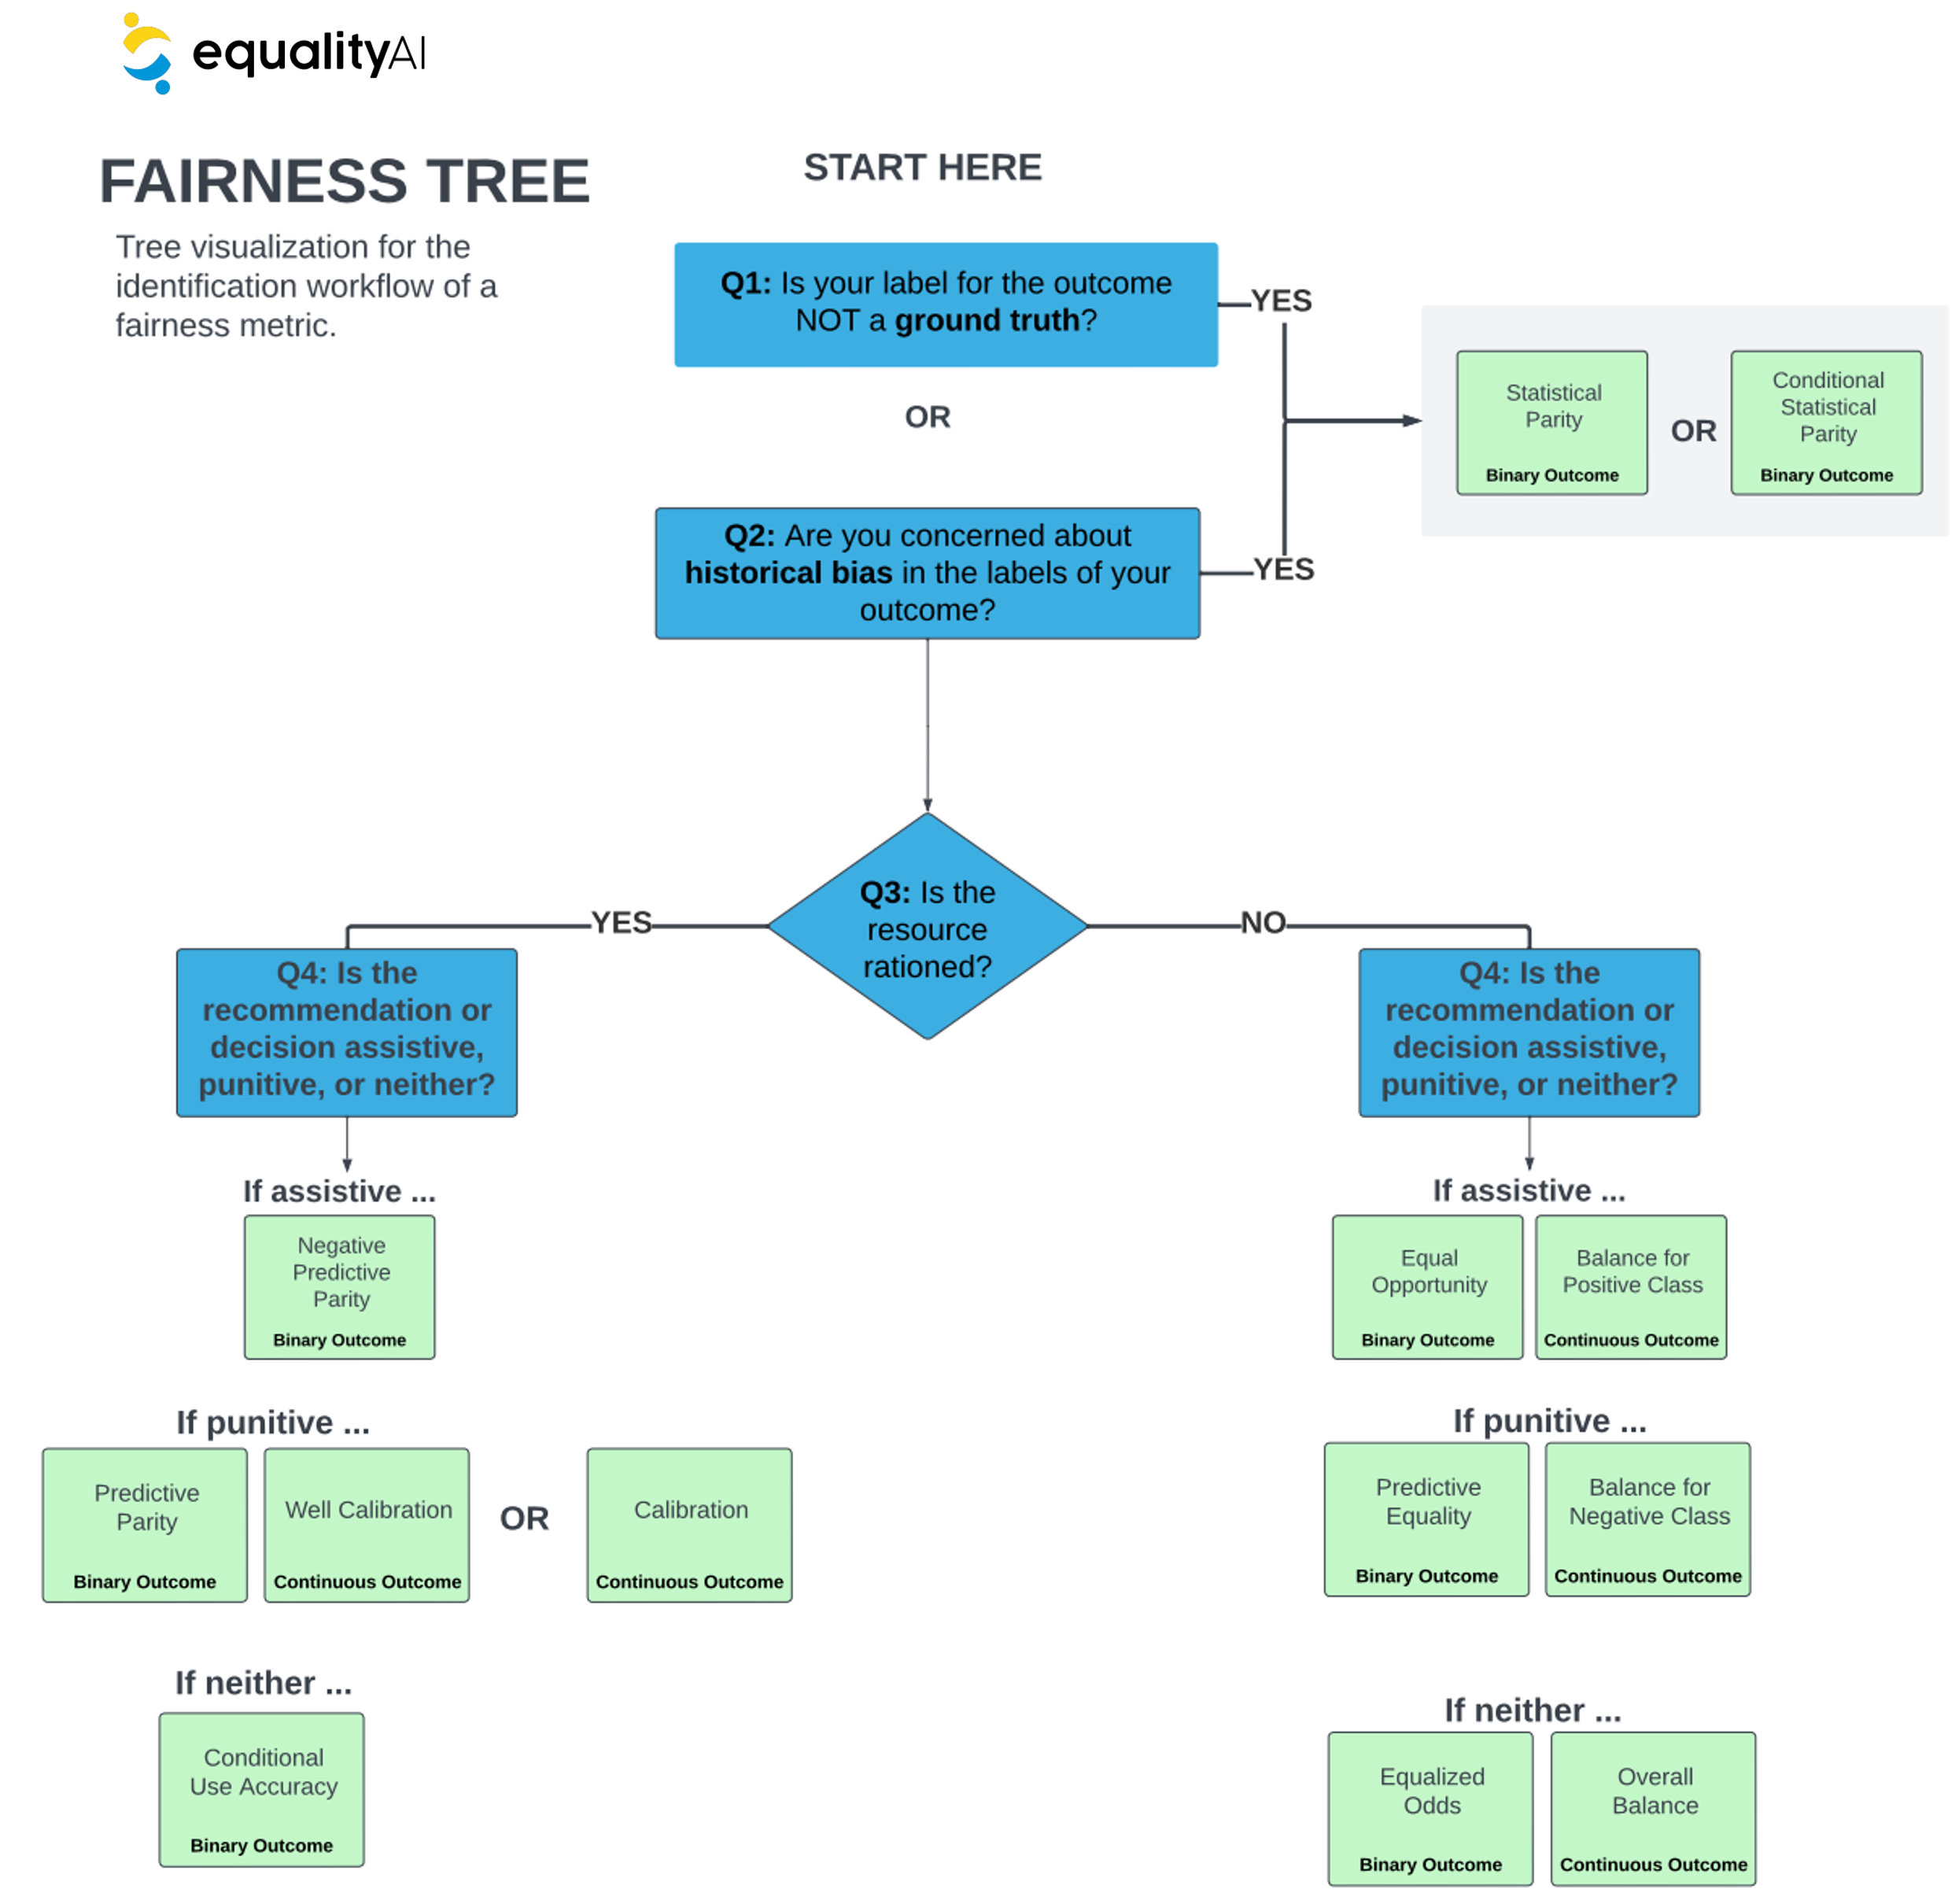 equalityAI
FAIRNESS TREE
Tree visualization for the
identification workflow of a
fairness metric.
START HERE
Q1: Is your label for the outcome
NOT a ground truth?
YES
OR
Statistical
Parity
Binary Outcome
OR
Conditional
Statistical
Parity
Binary Outcome
Q2: Are you concerned about
historical bias in the labels of your
outcome?
YES
Q3: Is the
resource
rationed?
YES
NO
Q4: Is the
recommendation or
decision assistive,
punitive, or neither?
If assistive ...
Negative
Predictive
Parity
Binary Outcome
If punitive ...
Predictive
Parity
Binary Outcome
Well Calibration
Continuous Outcome
OR
Calibration
Continuous Outcome
If neither ...
Conditional
Use Accuracy
Binary Outcome
Q4: Is the
recommendation or
decision assistive,
punitive, or neither?
If assistive ...
Equal
Opportunity
Binary Outcome
Balance for
Positive Class
Continuous Outcome
If punitive ...
Predictive
Equality
Binary Outcome
Balance for
Negative Class
Continuous Outcome
If neither ...
Equalized
Odds
Binary Outcome
Overall
Balance
Continuous Outcome